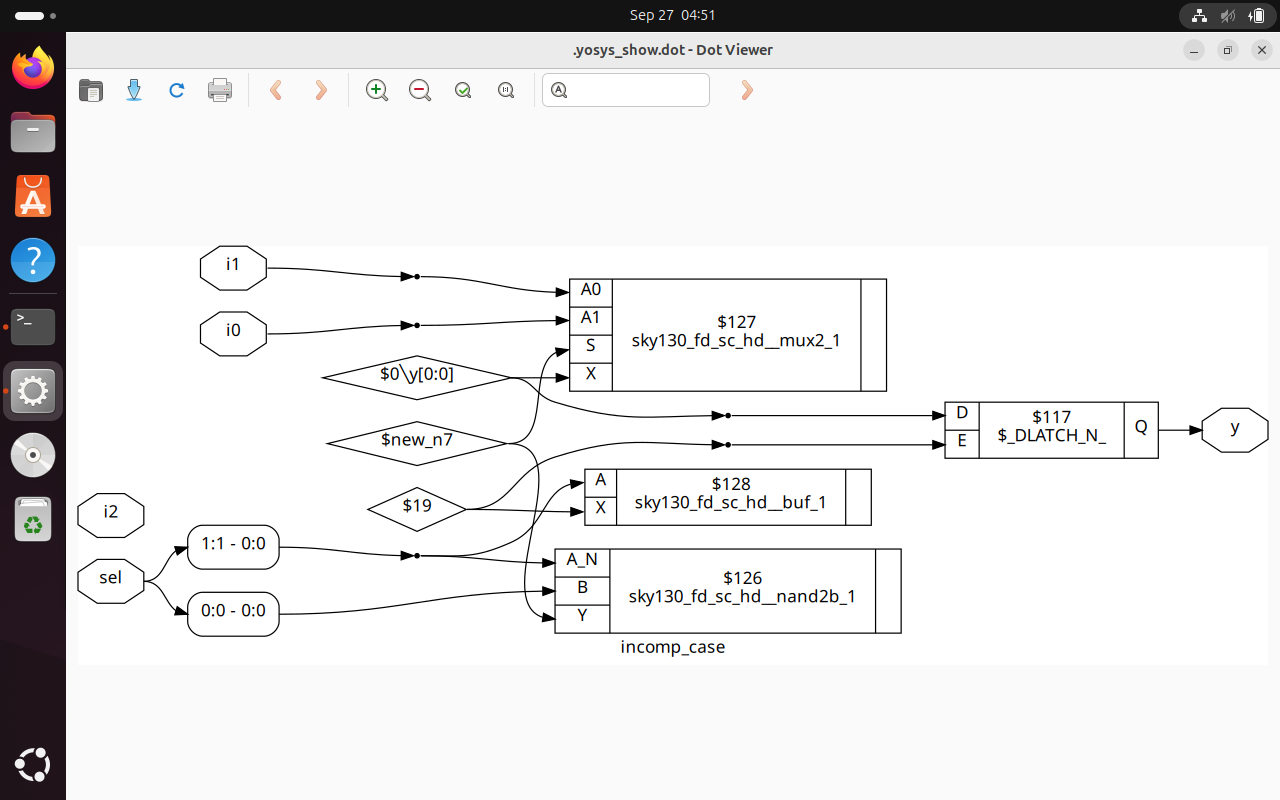 Sep 27 04:51
.yosys_show.dot - Dot Viewer
i1
i0
$0\y[0:0]
$new_n7
$19
i2
sel
1:1 - 0:0
0:0 - 0:0
A0
A1
S
X
$127
sky130_fd_sc_hd__mux2_1
D
E
$117
$_DLATCH_N_
Q
y
A
X
$128
sky130_fd_sc_hd__buf_1
A_N
B
Y
$126
sky130_fd_sc_hd__nand2b_1
incomp_case